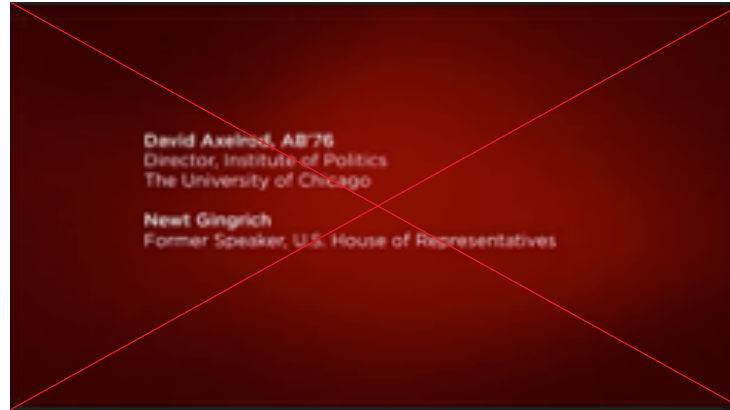 David Axelrod, AB'76
Director, Institute of Politics
The University of Chicago
Newt Gingrich
Former Speaker, U.S. House of Representatives